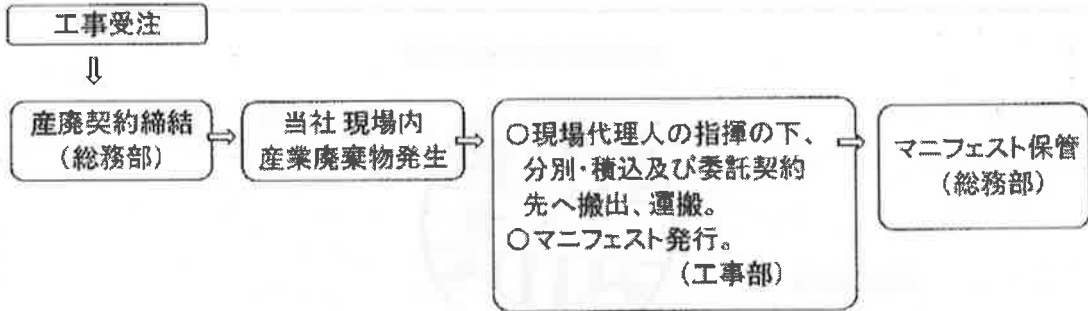 工事受注
⇓
産廃契約締結
(総務部)
⇨
当社 現場内
産業廃棄物発生
⇨
○現場代理人の指揮の下、
分別・積込及び委託契約
先へ搬出、運搬。
○マニフェスト発行。
(工事部)
⇨
マニフェスト保管
(総務部)